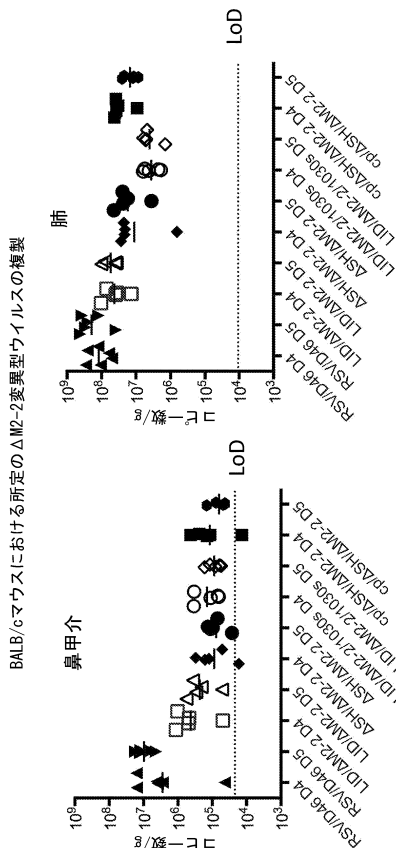 BALB/cマウスにおける所定のΔM2-2変異型ウイルスの複製
鼻甲介
コピー数/g
10⁹
10⁸
10⁷
10⁶
10⁵
10⁴
10³
LoD
RSV/D46 D4
RSV/D46 D5
LID/ΔM2-2 D4
LID/ΔM2-2 D5
ΔSH/ΔM2-2 D4
ΔSH/ΔM2-2 D5
LID/ΔM2-2/1030s D4
LID/ΔM2-2/1030s D5
cp/ΔSH/ΔM2-2 D4
cp/ΔSH/ΔM2-2 D5
肺
コピー数/g
10⁹
10⁸
10⁷
10⁶
10⁵
10⁴
10³
LoD
RSV/D46 D4
RSV/D46 D5
LID/ΔM2-2 D4
LID/ΔM2-2 D5
ΔSH/ΔM2-2 D4
ΔSH/ΔM2-2 D5
LID/ΔM2-2/1030s D4
LID/ΔM2-2/1030s D5
cp/ΔSH/ΔM2-2 D4
cp/ΔSH/ΔM2-2 D5